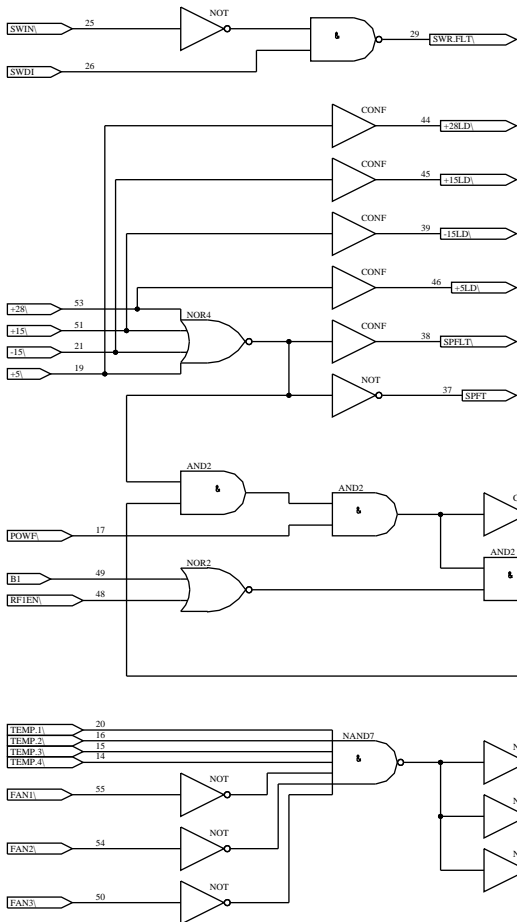 NOT
SWIN\ 25
& 29 SWR.FLT\
SWDI 26
CONF
44 +28LD\
CONF
45 +15LD\
CONF
39 -15LD\
CONF
46 +5LD\
+28\ 53
NOR4
CONF
+15\ 51
38 SPFLT\
-15\ 21
+5\ 19
NOT
37 SPFT
AND2
&
AND2
&
POWF\ 17
AND2
&
B1 49
NOR2
RF1EN\ 48
TEMP.1\ 20
TEMP.2\ 16
TEMP.3\ 15
TEMP.4\ 14
NAND7
&
NOT
FAN1\ 55
NOT
FAN2\ 54
NOT
FAN3\ 50